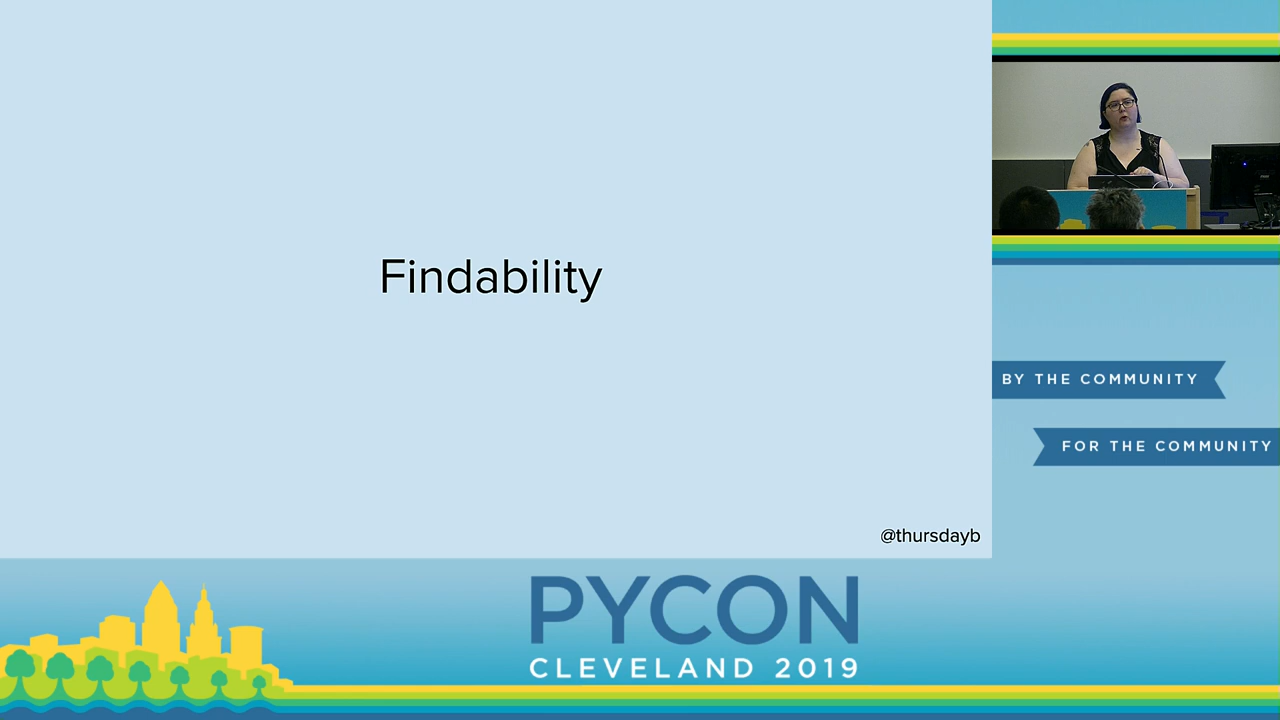 Findability
@thursdayb
BY THE COMMUNITY
FOR THE COMMUNITY
PYCON
CLEVELAND 2019